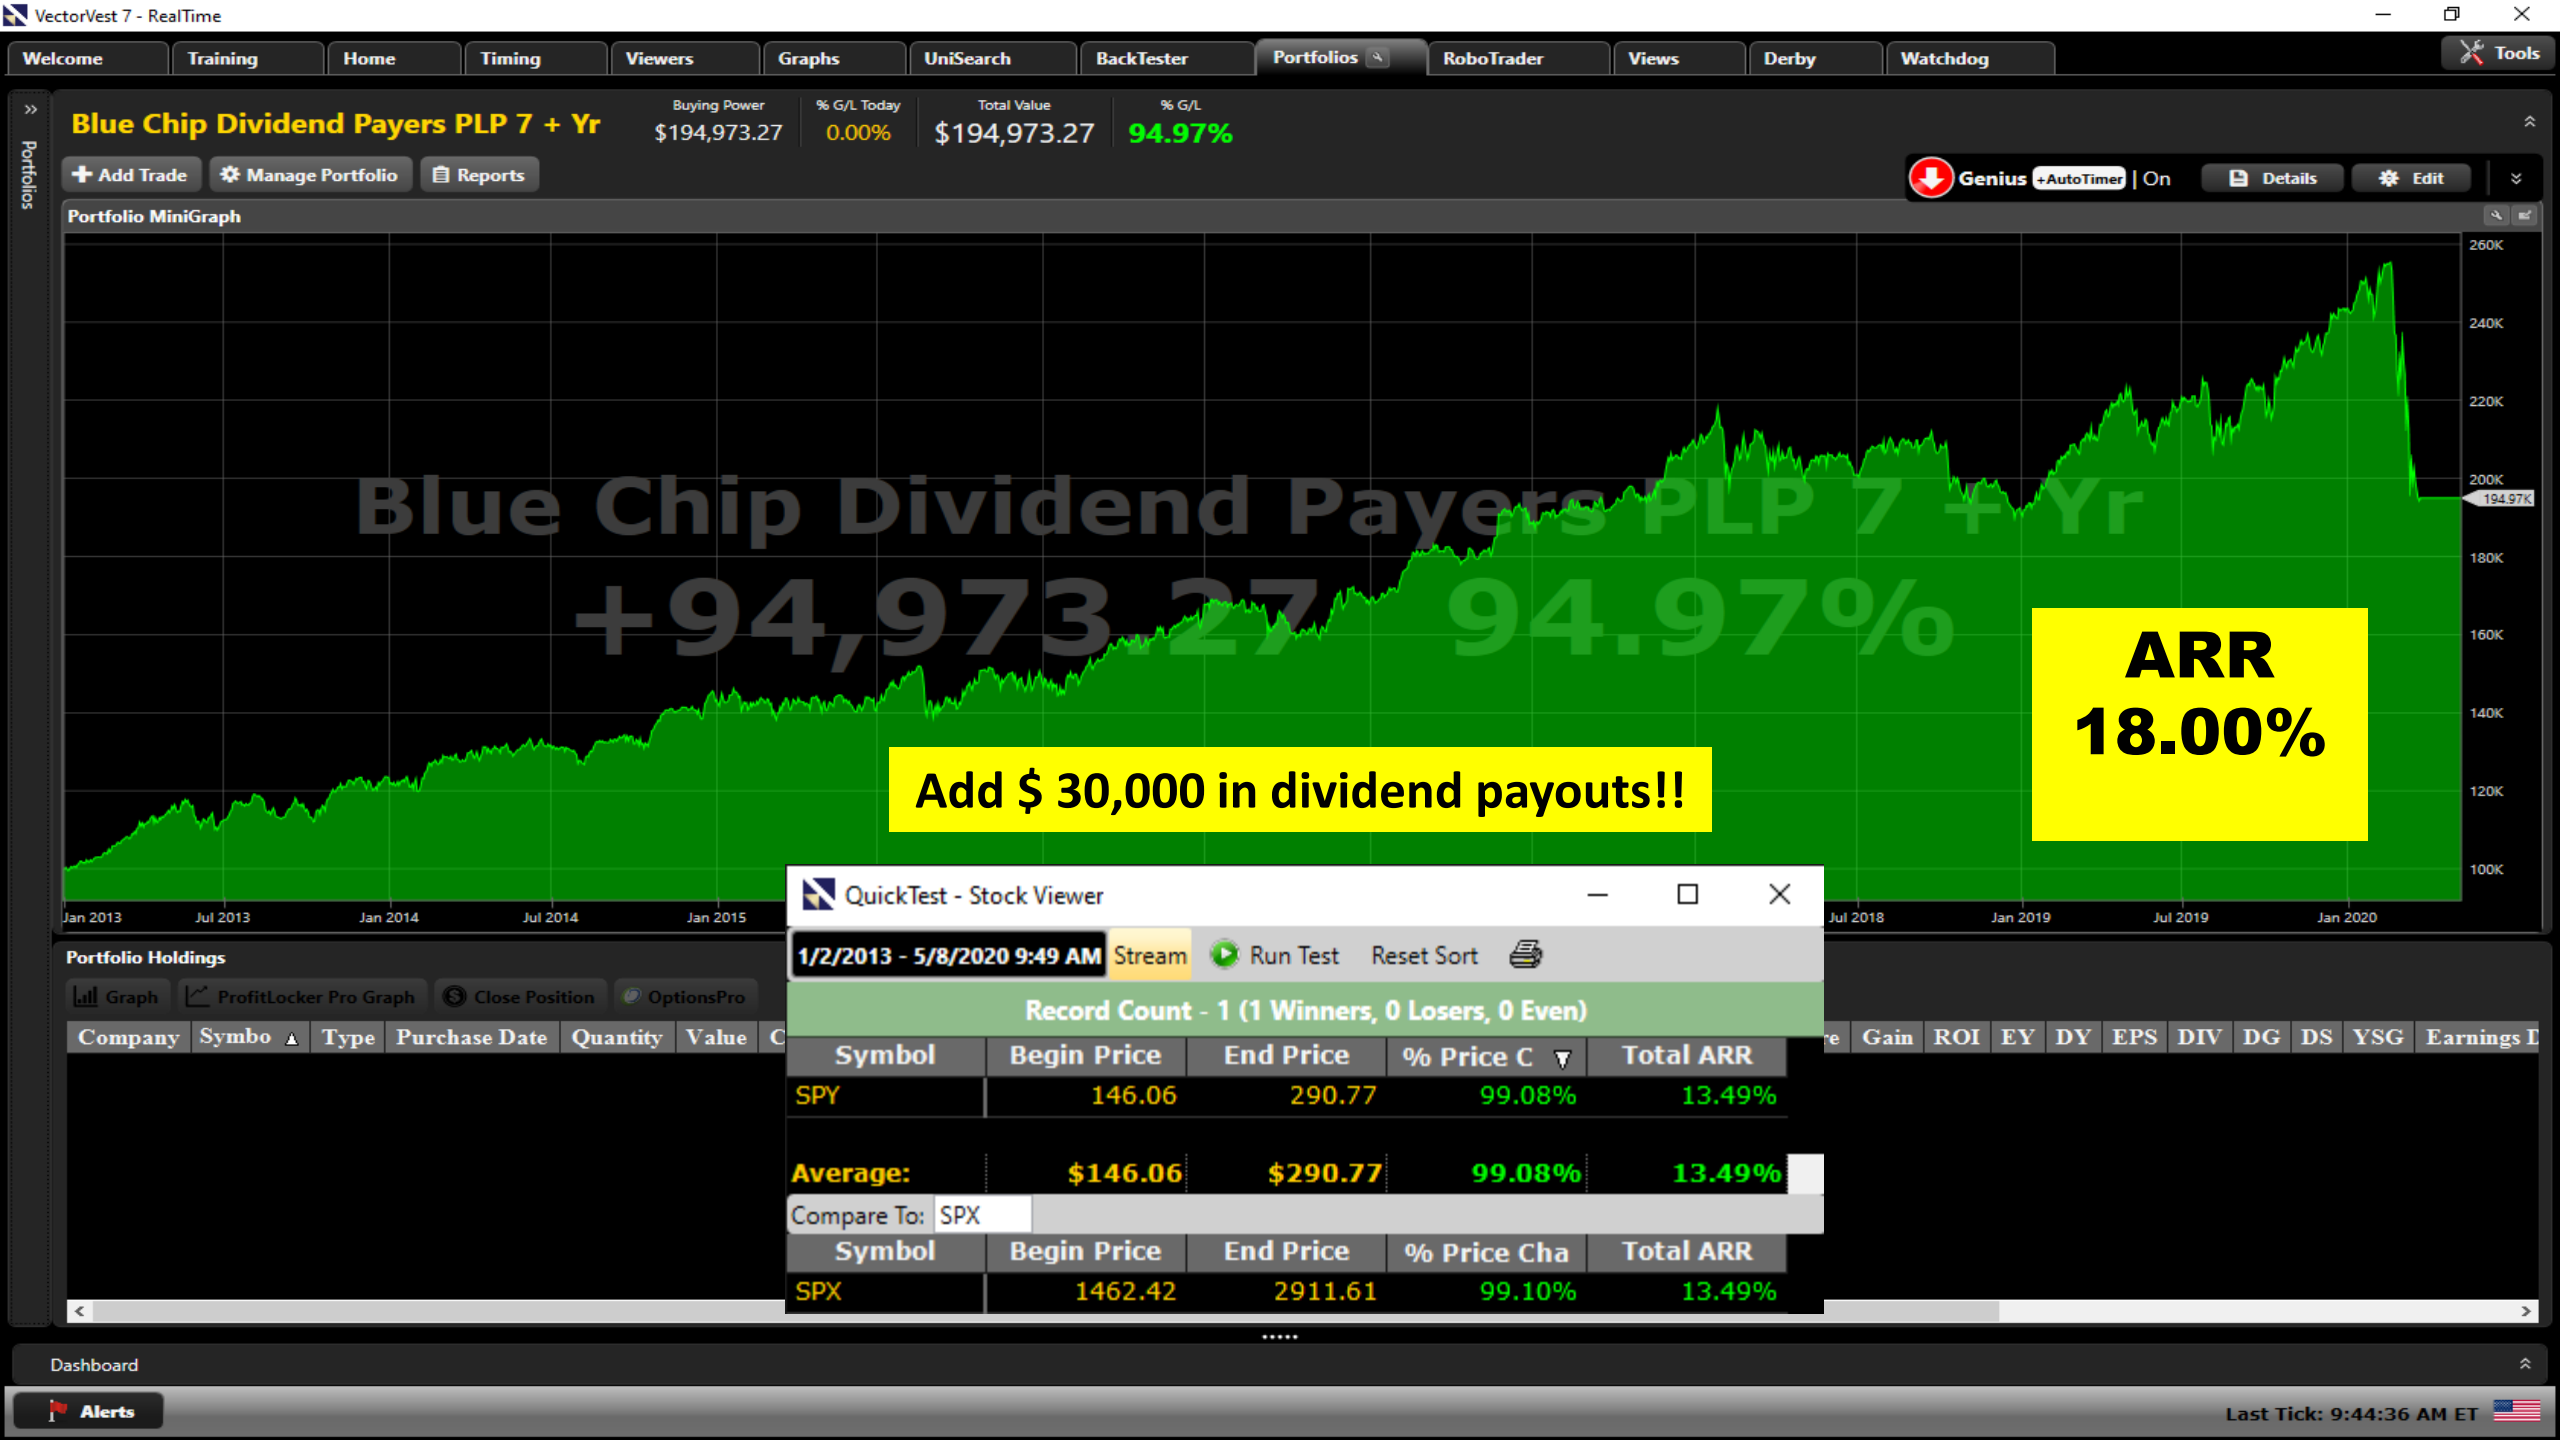 VectorVest 7 - RealTime
Welcome Training Home Timing Viewers Graphs UniSearch BackTester Portfolios RoboTrader Views Derby Watchdog Tools
Portfolios
Blue Chip Dividend Payers PLP 7 + Yr
Buying Power % G/L Today Total Value % G/L
$194,973.27 0.00% $194,973.27 94.97%
Add Trade Manage Portfolio Reports
Genius +AutoTimer | On Details Edit
Portfolio MiniGraph
260K
240K
220K
200K
194.97K
180K
160K
140K
120K
100K
Blue Chip Dividend Payers PLP 7 + Yr
+94,973.27 94.97%
ARR
18.00%
Add $ 30,000 in dividend payouts!!
Jan 2013 Jul 2013 Jan 2014 Jul 2014 Jan 2015 Jul 2018 Jan 2019 Jul 2019 Jan 2020
Portfolio Holdings
Graph ProfitLocker Pro Graph Close Position OptionsPro
Company Symbo Type Purchase Date Quantity Value C re Gain ROI EY DY EPS DIV DG DS YSG Earnings D
QuickTest - Stock Viewer
1/2/2013 - 5/8/2020 9:49 AM Stream Run Test Reset Sort
Record Count - 1 (1 Winners, 0 Losers, 0 Even)
Symbol Begin Price End Price % Price C Total ARR
SPY 146.06 290.77 99.08% 13.49%
Average: $146.06 $290.77 99.08% 13.49%
Compare To: SPX
Symbol Begin Price End Price % Price Cha Total ARR
SPX 1462.42 2911.61 99.10% 13.49%
Dashboard
Alerts
Last Tick: 9:44:36 AM ET